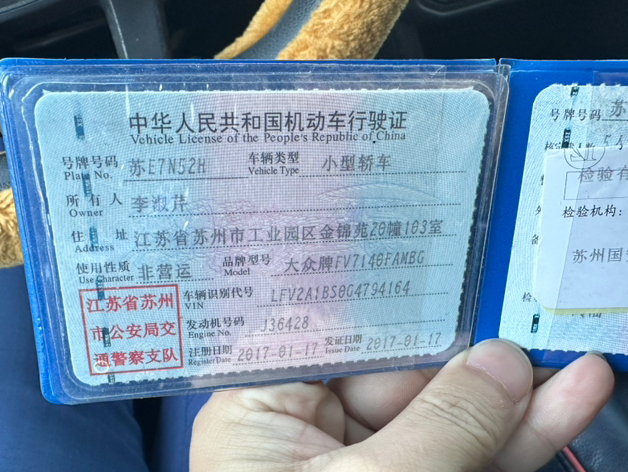 中华人民共和国机动车行驶证
Vehicle License of the People's Republic of China
号牌号码 苏E7N52H 车辆类型 小型轿车
Plate No. Vehicle Type
所有人 李淑芹
Owner
住址 江苏省苏州市工业园区金锦苑20幢103室
Address
使用性质 非营运 品牌型号 大众牌FV7140FAMBG
Use Character Model
江苏省苏州
市公安局交
通警察支队
车辆识别代号 LFV2A1BS0G4794164
VIN
发动机号码 J36428
Engine No.
注册日期 2017-01-17 发证日期 2017-01-17
Register Date Issue Date
号牌号码 苏
检验有
检验机构：
苏州国